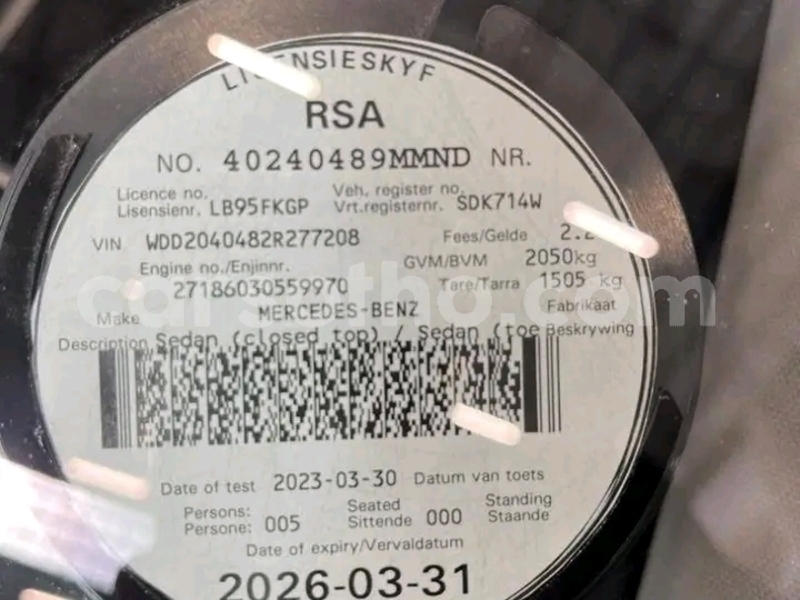 LISENSIESKYF
RSA
NO. 40240489MMND NR.
Licence no. Veh. register no.
Lisensienr. LB95FKGP Vrt.registernr. SDK714W
VIN WDD2040482R277208 Fees/Gelde
Engine no./Enjinnr. GVM/BVM 2050kg
27186030559970 Tare/Tarra 1505 kg
Make MERCEDES-BENZ Fabrikaat
Description Sedan (closed top) / Sedan (toe Beskrywing
carsotho.com
Date of test 2023-03-30 Datum van toets
Persons: Seated Standing
Persone: 005 Sittende 000 Staande
Date of expiry/Vervaldatum
2026-03-31